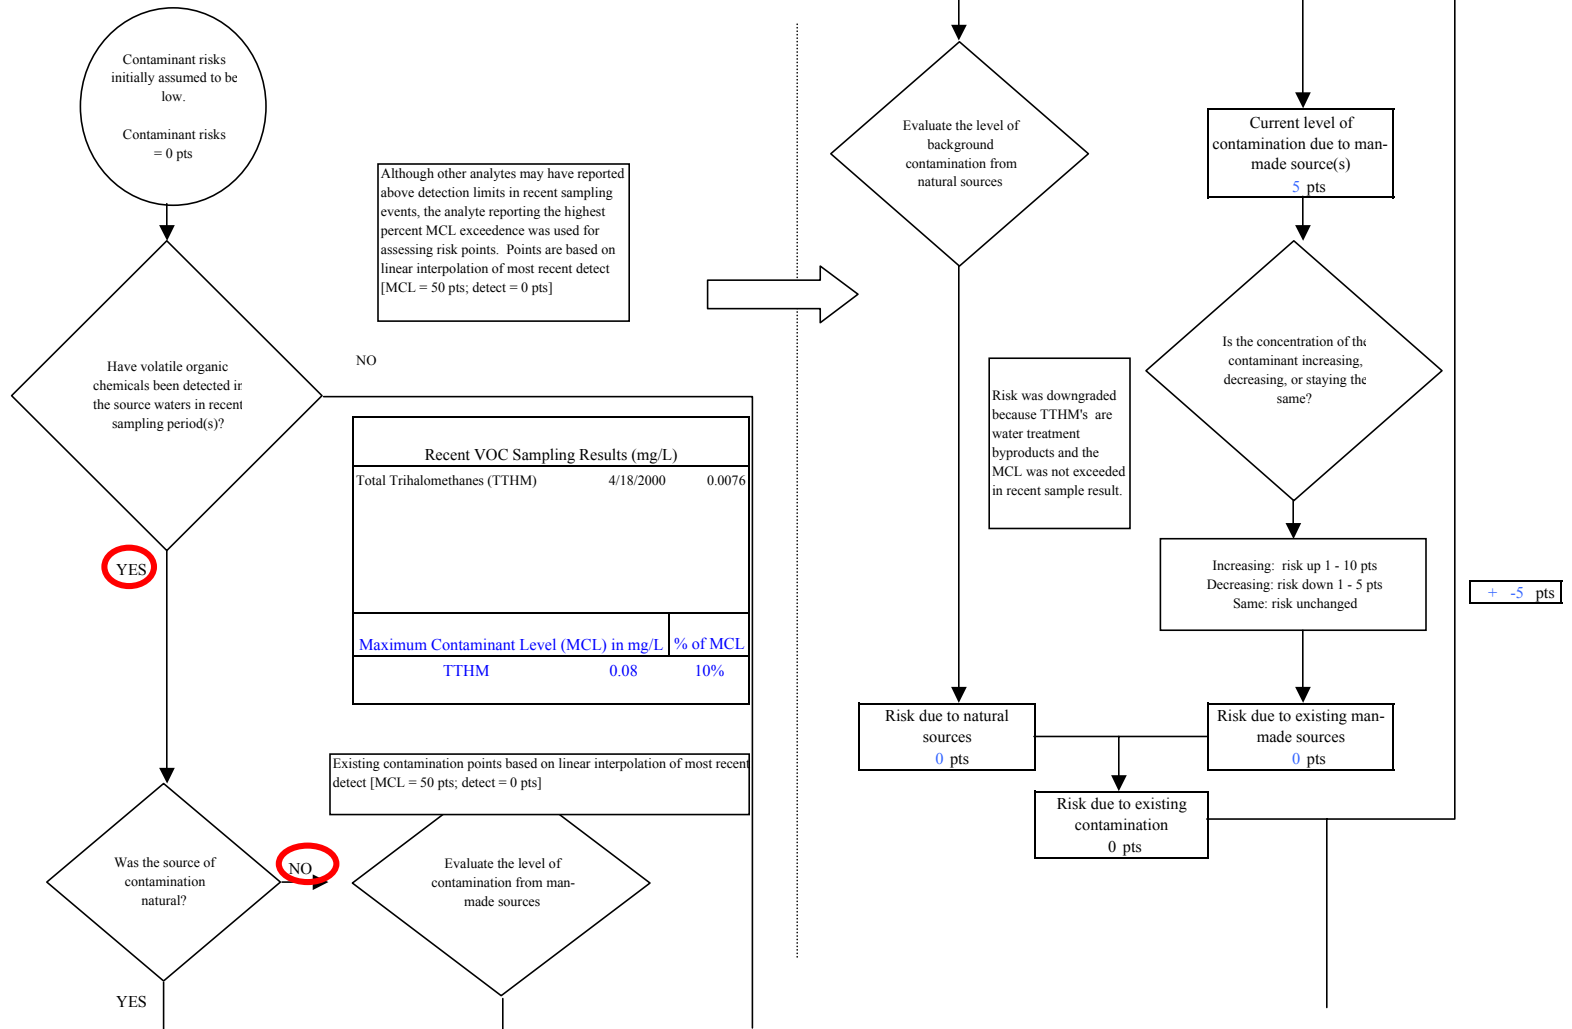 Contaminant risks
initially assumed to be
low.
Contaminant risks
= 0 pts
Although other analytes may have reported
above detection limits in recent sampling
events, the analyte reporting the highest
percent MCL exceedence was used for
assessing risk points.  Points are based on
linear interpolation of most recent detect
[MCL = 50 pts; detect = 0 pts]
Have volatile organic
chemicals been detected in
the source waters in recent
sampling period(s)?
NO
YES
Recent VOC Sampling Results (mg/L)
Total Trihalomethanes (TTHM) 4/18/2000 0.0076
Maximum Contaminant Level (MCL) in mg/L % of MCL
TTHM 0.08 10%
Existing contamination points based on linear interpolation of most recent
detect [MCL = 50 pts; detect = 0 pts]
Was the source of
contamination
natural?
NO
YES
Evaluate the level of
contamination from man-
made sources
Evaluate the level of
background
contamination from
natural sources
Current level of
contamination due to man-
made source(s)
5 pts
Is the concentration of the
contaminant increasing,
decreasing, or staying the
same?
Risk was downgraded
because TTHM's  are
water treatment
byproducts and the
MCL was not exceeded
in recent sample result.
Increasing:  risk up 1 - 10 pts
Decreasing: risk down 1 - 5 pts
Same: risk unchanged
+ -5 pts
Risk due to natural
sources
0 pts
Risk due to existing man-
made sources
0 pts
Risk due to existing
contamination
0 pts